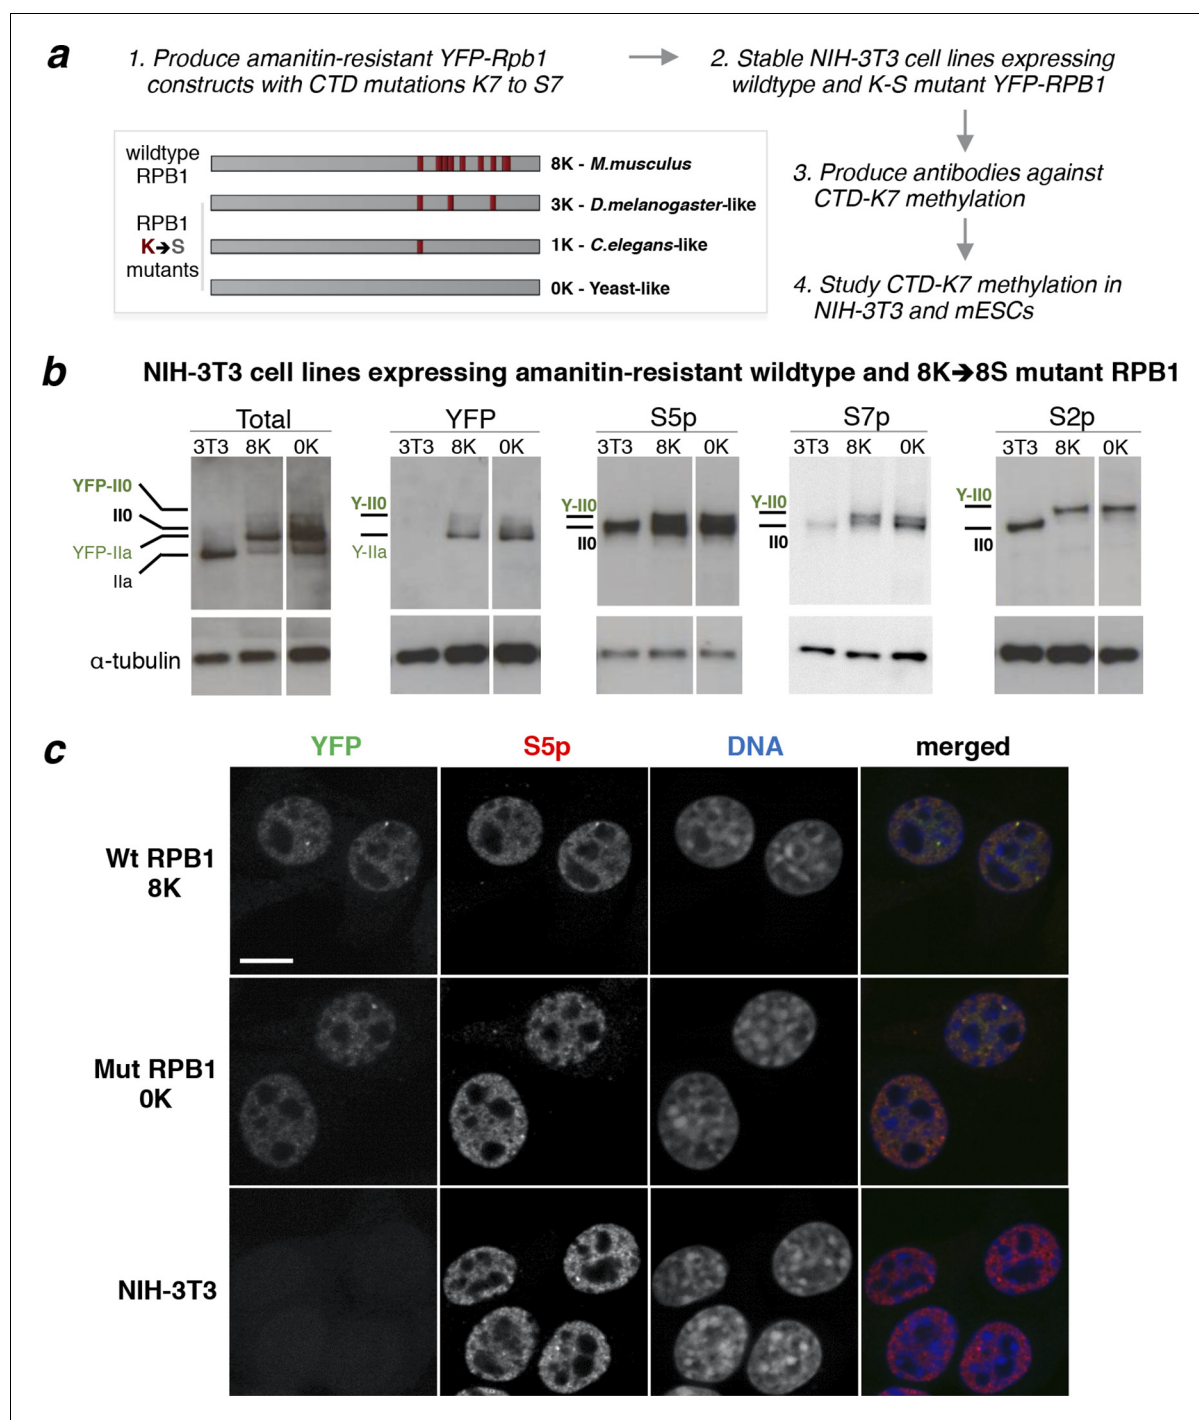 a
1. Produce amanitin-resistant YFP-Rpb1
constructs with CTD mutations K7 to S7
2. Stable NIH-3T3 cell lines expressing
wildtype and K-S mutant YFP-RPB1
3. Produce antibodies against
CTD-K7 methylation
4. Study CTD-K7 methylation in
NIH-3T3 and mESCs
wildtype
RPB1
8K - M.musculus
3K - D.melanogaster-like
RPB1
K➔S
mutants
1K - C.elegans-like
0K - Yeast-like
b
NIH-3T3 cell lines expressing amanitin-resistant wildtype and 8K➔8S mutant RPB1
Total
3T3 8K 0K
YFP-II0
II0
YFP-IIa
IIa
YFP
3T3 8K 0K
Y-II0
Y-IIa
S5p
3T3 8K 0K
Y-II0
II0
S7p
3T3 8K 0K
Y-II0
II0
S2p
3T3 8K 0K
Y-II0
II0
α-tubulin
c
YFP S5p DNA merged
Wt RPB1
8K
Mut RPB1
0K
NIH-3T3